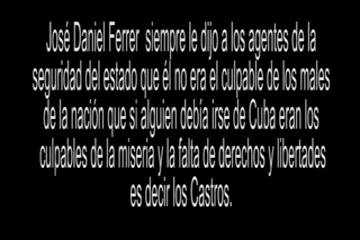 José Daniel Ferrer siempre le dijo a los agentes de la
seguridad del estado que él no era el culpable de los males
de la nación que si alguien debía irse de Cuba eran los
culpables de la miseria y la falta de derechos y libertades
es decir los Castros.